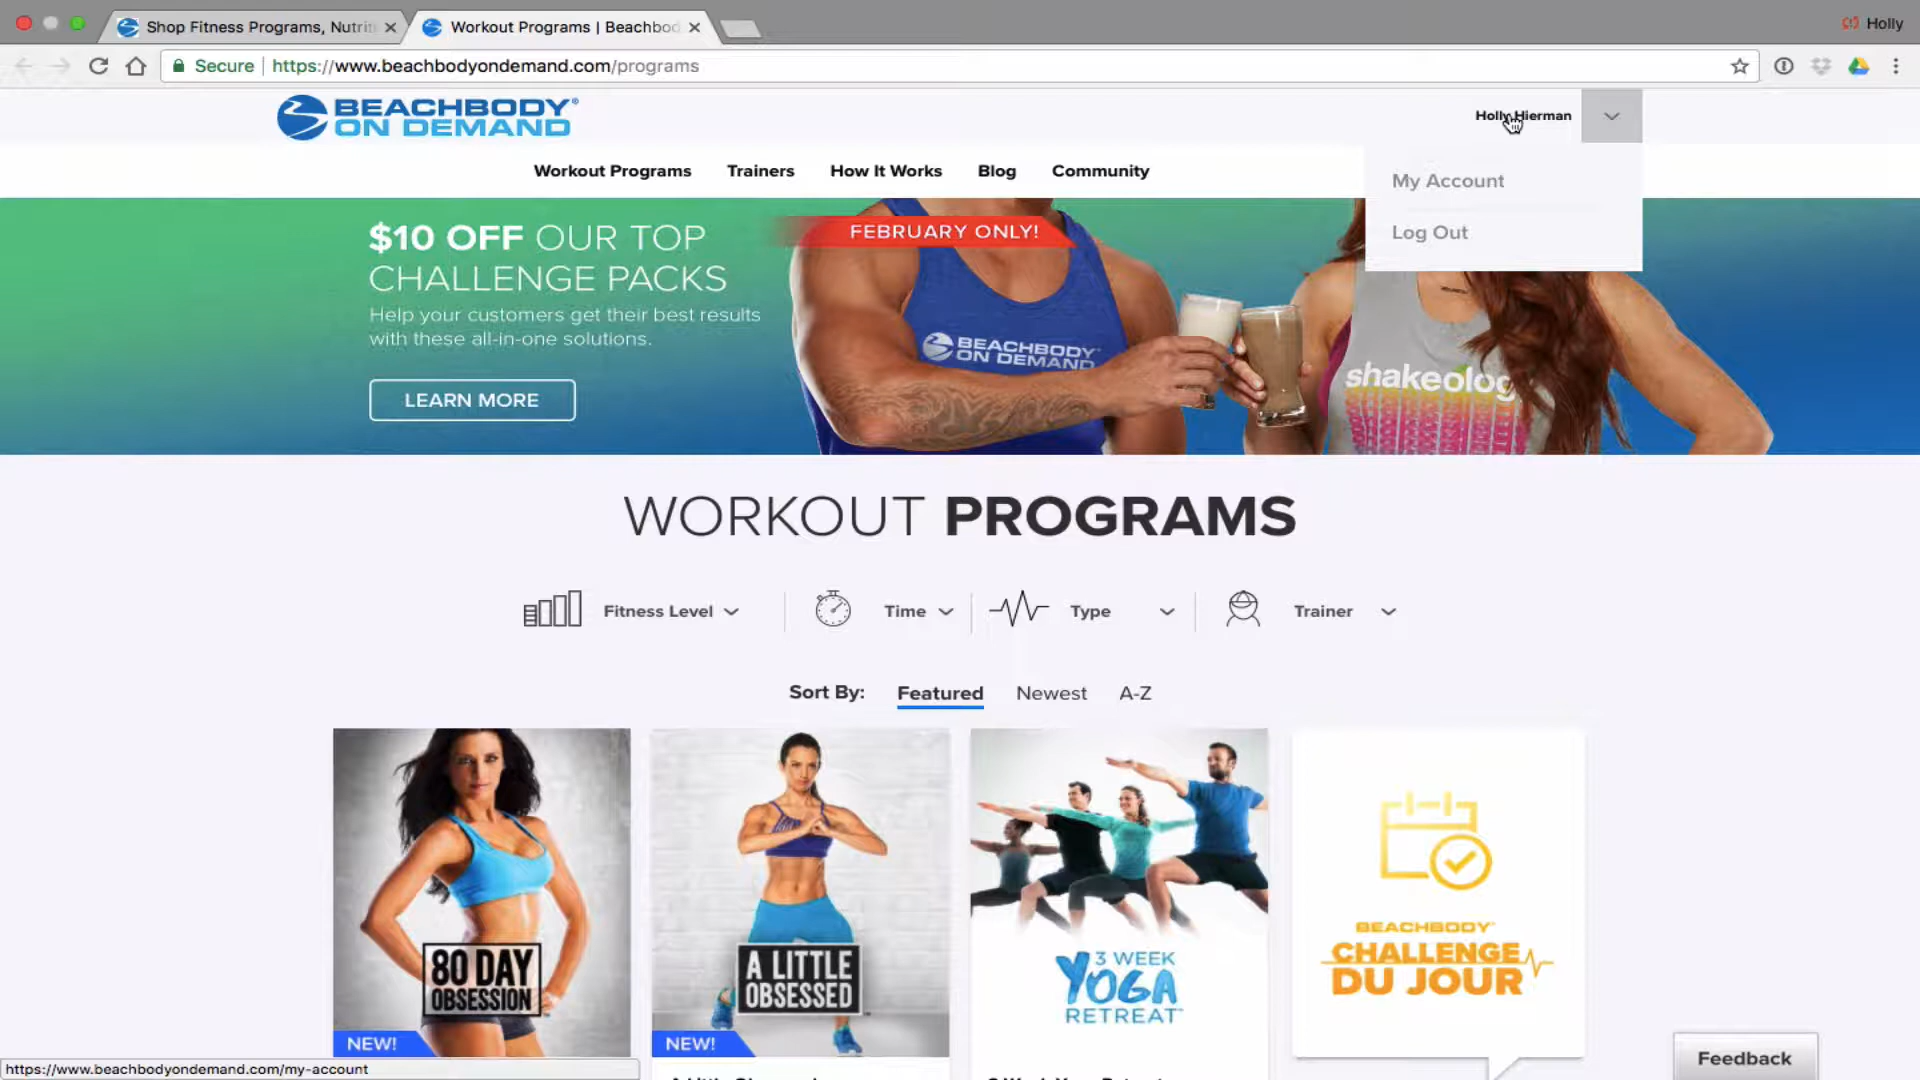 Shop Fitness Programs, Nutriti
Workout Programs | Beachbod
Holly
Secure
https://www.beachbodyondemand.com/programs
BEACHBODY®
ON DEMAND
Holly Hierman
Workout Programs
Trainers
How It Works
Blog
Community
My Account
Log Out
$10 OFF OUR TOP
CHALLENGE PACKS
Help your customers get their best results
with these all-in-one solutions.
LEARN MORE
FEBRUARY ONLY!
BEACHBODY
ON DEMAND
shakeolog
WORKOUT PROGRAMS
Fitness Level
Time
Type
Trainer
Sort By:
Featured
Newest
A-Z
80 DAY
OBSESSION
NEW!
A LITTLE
OBSESSED
NEW!
3 WEEK
YOGA
RETREAT
BEACHBODY
CHALLENGE
DU JOUR
Feedback
https://www.beachbodyondemand.com/my-account